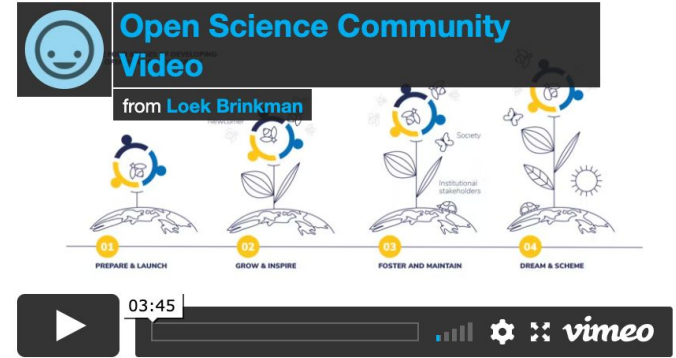 Open Science Community
Video
from Loek Brinkman
Newcomer
Society
Institutional
stakeholders
01
02
03
04
PREPARE & LAUNCH
GROW & INSPIRE
FOSTER AND MAINTAIN
DREAM & SCHEME
03:45
vimeo